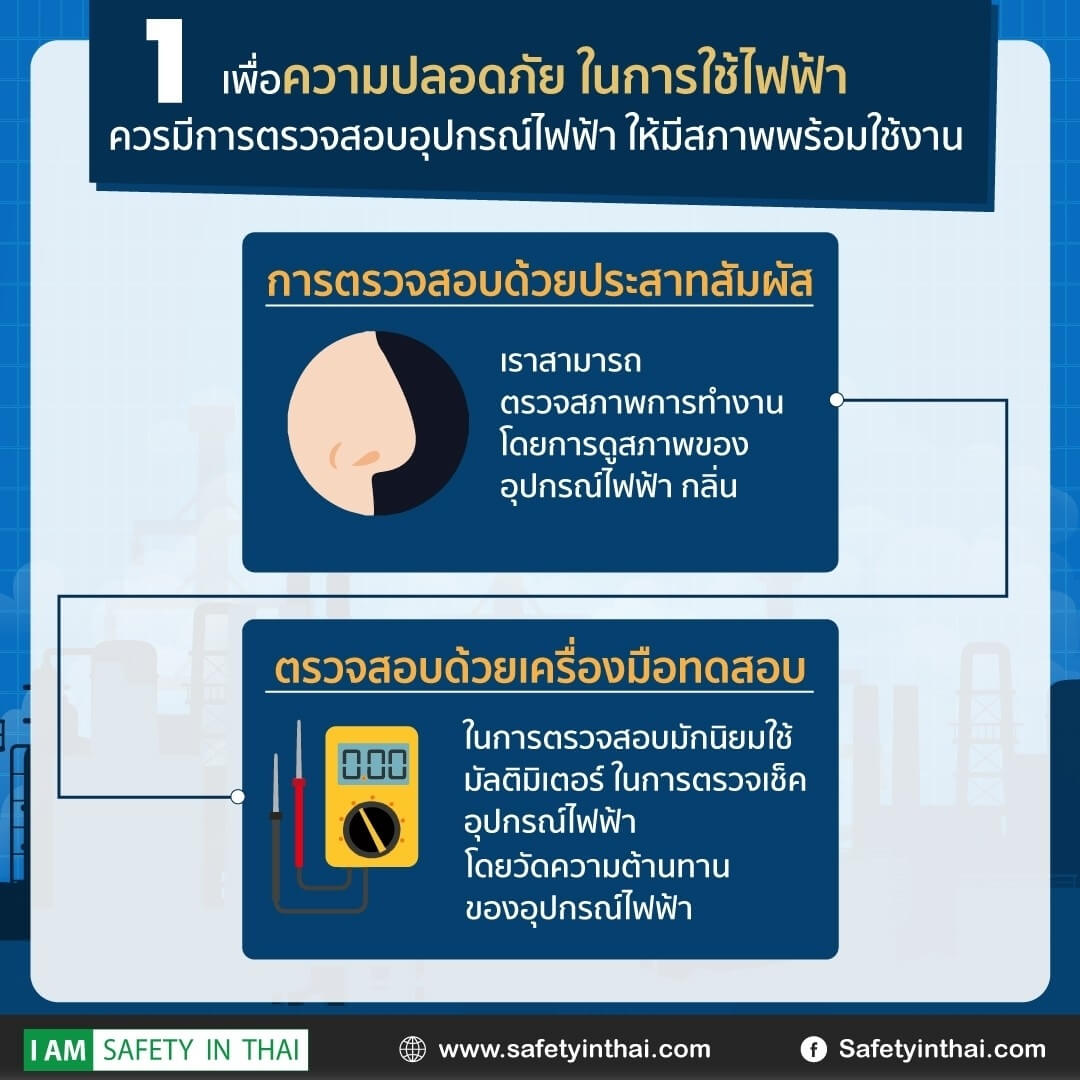 1
เพื่อความปลอดภัย ในการใช้ไฟฟ้า
ควรมีการตรวจสอบอุปกรณ์ไฟฟ้า ให้มีสภาพพร้อมใช้งาน
การตรวจสอบด้วยประสาทสัมผัส
เราสามารถ
ตรวจสภาพการทำงาน
โดยการดูสภาพของ
อุปกรณ์ไฟฟ้า กลิ่น
ตรวจสอบด้วยเครื่องมือทดสอบ
000
ในการตรวจสอบมักนิยมใช้
มัลติมิเตอร์ ในการตรวจเช็ค
อุปกรณ์ไฟฟ้า
โดยวัดความต้านทาน
ของอุปกรณ์ไฟฟ้า
I AM SAFETY IN THAI
www.safetyinthai.com
Safetyinthai.com